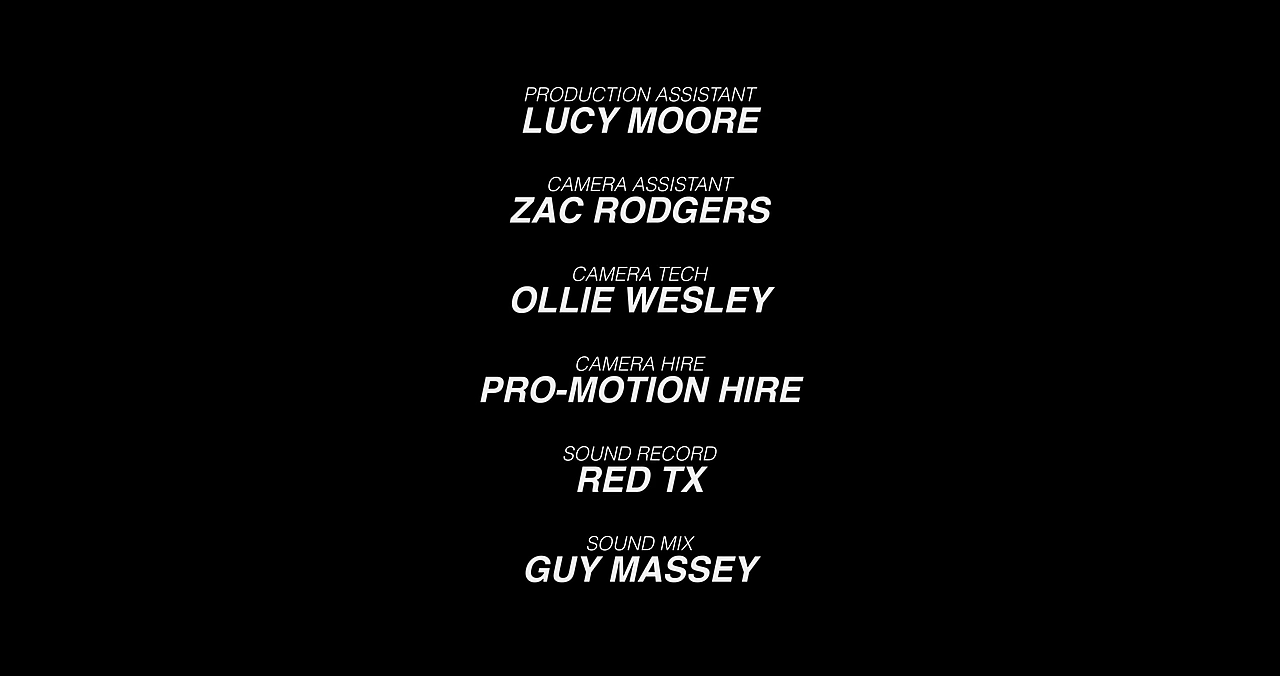 PRODUCTION ASSISTANT
LUCY MOORE
CAMERA ASSISTANT
ZAC RODGERS
CAMERA TECH
OLLIE WESLEY
CAMERA HIRE
PRO-MOTION HIRE
SOUND RECORD
RED TX
SOUND MIX
GUY MASSEY